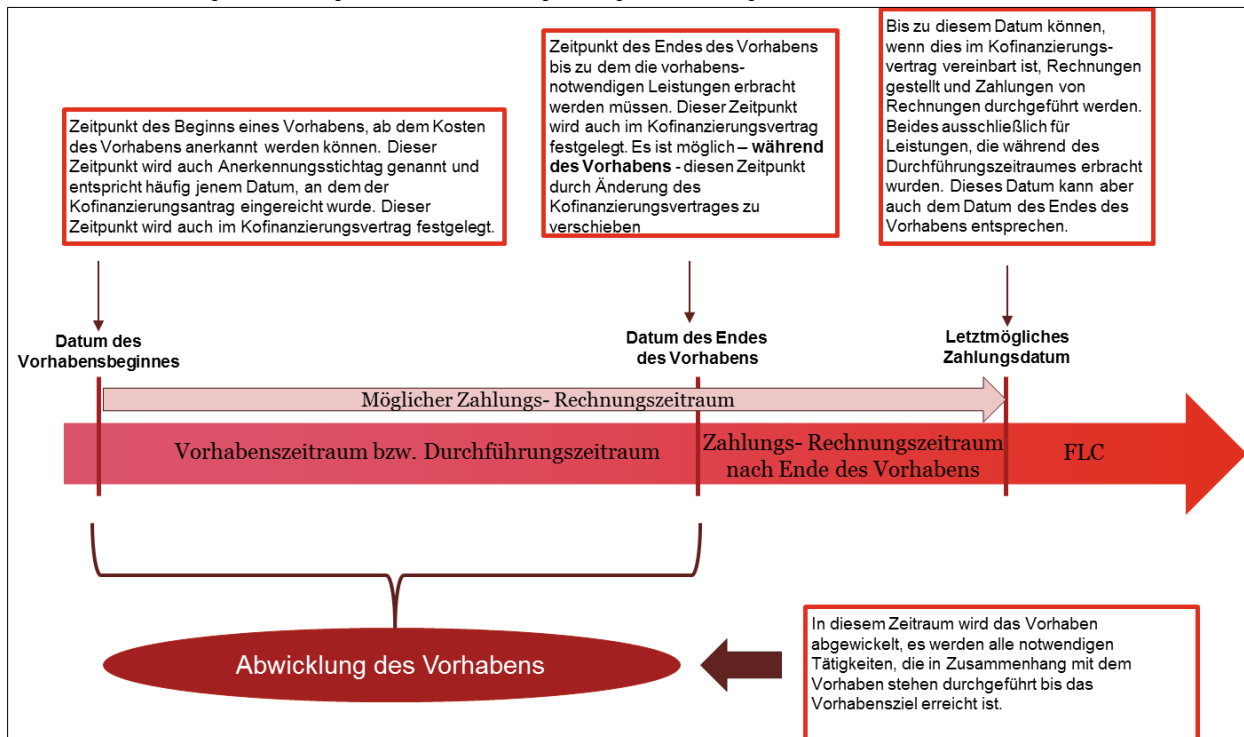 Zeitpunkt des Beginns eines Vorhabens, ab dem Kosten
des Vorhabens anerkannt werden können. Dieser
Zeitpunkt wird auch Anerkennungsstichtag genannt und
entspricht häufig jenem Datum, an dem der
Kofinanzierungsantrag eingereicht wurde. Dieser
Zeitpunkt wird auch im Kofinanzierungsvertrag festgelegt.
Zeitpunkt des Endes des Vorhabens
bis zu dem die vorhabens-
notwendigen Leistungen erbracht
werden müssen. Dieser Zeitpunkt
wird auch im Kofinanzierungsvertrag
festgelegt. Es ist möglich – während
des Vorhabens - diesen Zeitpunkt
durch Änderung des
Kofinanzierungsvertrages zu
verschieben
Bis zu diesem Datum können,
wenn dies im Kofinanzierungs-
vertrag vereinbart ist, Rechnungen
gestellt und Zahlungen von
Rechnungen durchgeführt werden.
Beides ausschließlich für
Leistungen, die während des
Durchführungszeitraumes erbracht
wurden. Dieses Datum kann aber
auch dem Datum des Endes des
Vorhabens entsprechen.
Datum des
Vorhabensbeginnes
Datum des Endes
des Vorhabens
Letztmögliches
Zahlungsdatum
Möglicher Zahlungs- Rechnungszeitraum
Vorhabenszeitraum bzw. Durchführungszeitraum
Zahlungs- Rechnungszeitraum
nach Ende des Vorhabens
FLC
Abwicklung des Vorhabens
In diesem Zeitraum wird das Vorhaben
abgewickelt, es werden alle notwendigen
Tätigkeiten, die in Zusammenhang mit dem
Vorhaben stehen durchgeführt bis das
Vorhabensziel erreicht ist.